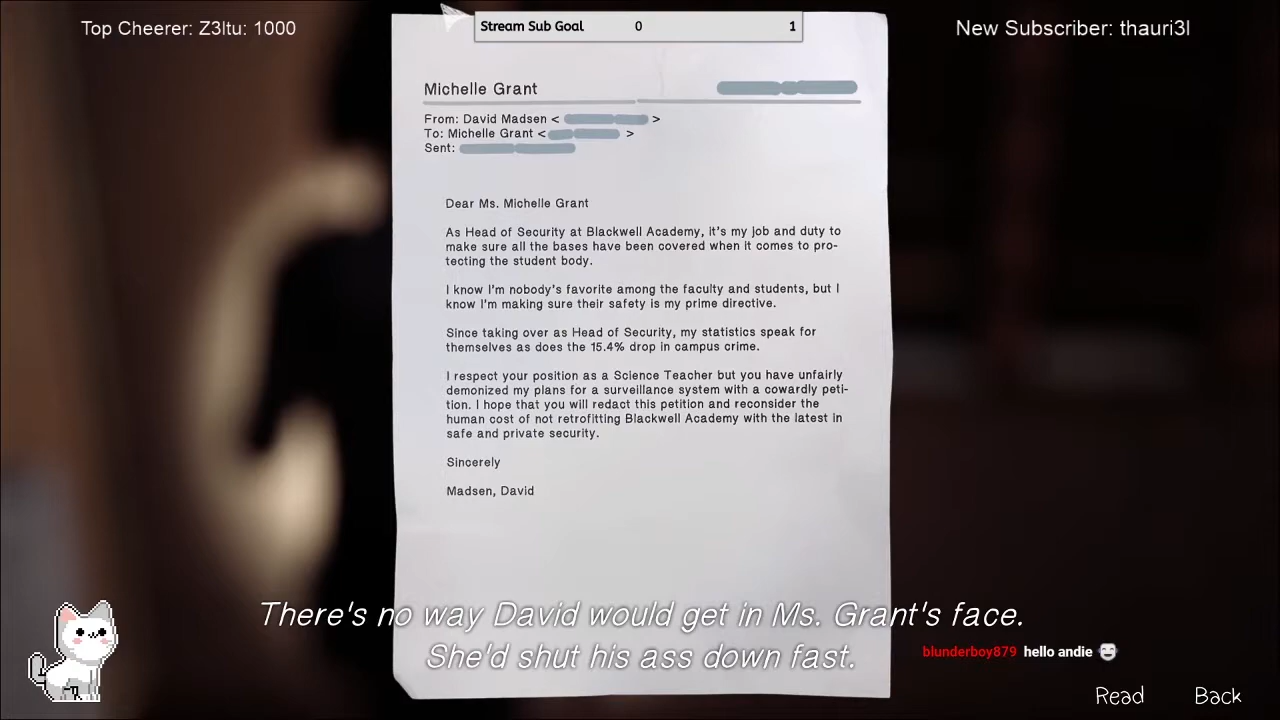 Top Cheerer: Z3ltu: 1000
Stream Sub Goal 0 1
New Subscriber: thauri3l
Michelle Grant
From: David Madsen < >
To: Michelle Grant < >
Sent:
Dear Ms. Michelle Grant
As Head of Security at Blackwell Academy, it's my job and duty to
make sure all the bases have been covered when it comes to pro-
tecting the student body.
I know I'm nobody's favorite among the faculty and students, but I
know I'm making sure their safety is my prime directive.
Since taking over as Head of Security, my statistics speak for
themselves as does the 15.4% drop in campus crime.
I respect your position as a Science Teacher but you have unfairly
demonized my plans for a surveillance system with a cowardly peti-
tion. I hope that you will redact this petition and reconsider the
human cost of not retrofitting Blackwell Academy with the latest in
safe and private security.
Sincerely
Madsen, David
There's no way David would get in Ms. Grant's face.
She'd shut his ass down fast.
blunderboy879 hello andie
Read Back